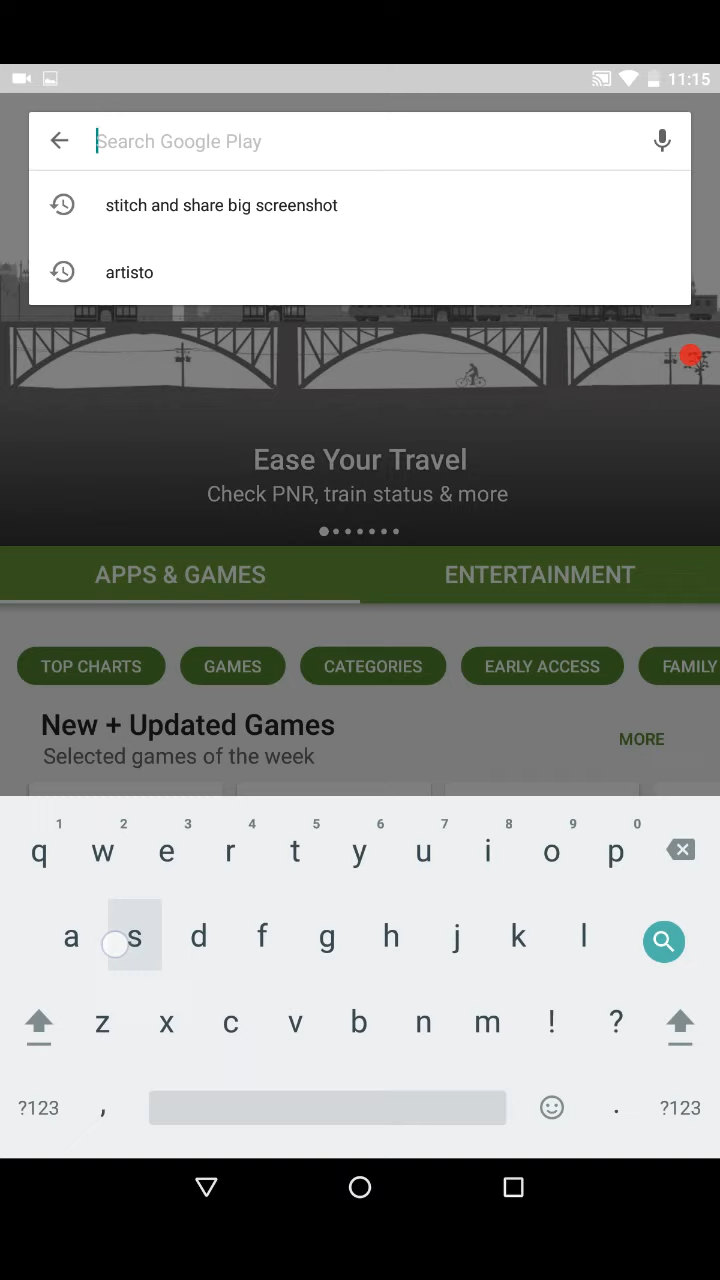 11:15
Search Google Play
stitch and share big screenshot
artisto
Ease Your Travel
Check PNR, train status & more
APPS & GAMES ENTERTAINMENT
TOP CHARTS GAMES CATEGORIES EARLY ACCESS FAMILY
New + Updated Games
MORE
Selected games of the week
1 2 3 4 5 6 7 8 9 0
q w e r t y u i o p
a s d f g h j k l
z x c v b n m ! ?
?123 , . ?123